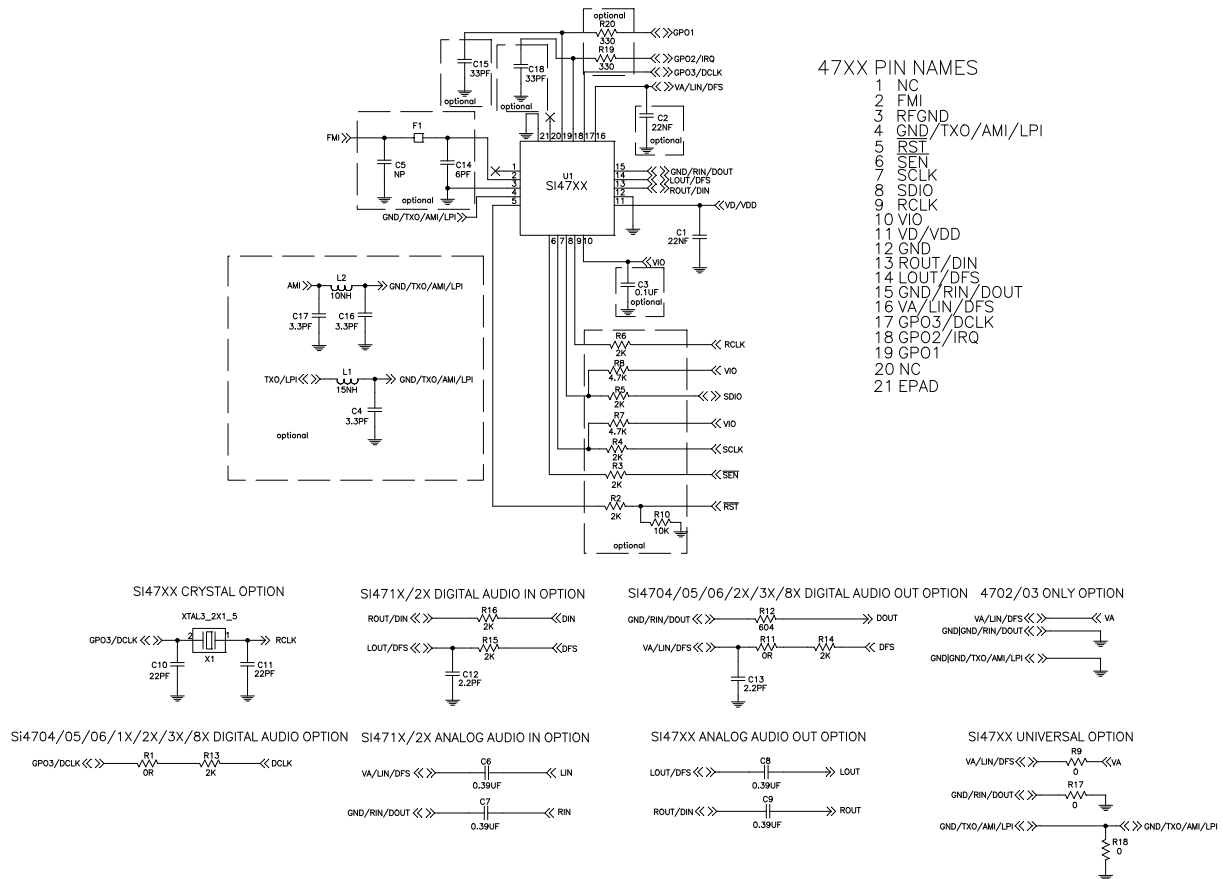 optional
R20
330
GPO1
R19
330
GPO2/IRQ
GPO3/DCLK
VA/LIN/DFS
C15
33PF
optional
C18
33PF
optional
C2
22NF
optional
FMI
F1
C5
NP
C14
6PF
optional
GND/TXO/AMI/LPI
21 20 19 18 17 16
1
2
3
4
5
U1
SI47XX
15
14
13
12
11
GND/RIN/DOUT
LOUT/DFS
ROUT/DIN
VD/VDD
6 7 8 9 10
C1
22NF
VIO
C3
0.1UF
optional
AMI
L2
10NH
GND/TXO/AMI/LPI
C17
3.3PF
C16
3.3PF
TXO/LPI
L1
15NH
GND/TXO/AMI/LPI
C4
3.3PF
optional
R6
2K
RCLK
R8
4.7K
VIO
R5
2K
SDIO
R7
4.7K
VIO
R4
2K
SCLK
R3
2K
SEN
R2
2K
RST
R10
10K
optional
47XX PIN NAMES
1 NC
2 FMI
3 RFGND
4 GND/TXO/AMI/LPI
5 RST
6 SEN
7 SCLK
8 SDIO
9 RCLK
10 VIO
11 VD/VDD
12 GND
13 ROUT/DIN
14 LOUT/DFS
15 GND/RIN/DOUT
16 VA/LIN/DFS
17 GPO3/DCLK
18 GPO2/IRQ
19 GPO1
20 NC
21 EPAD
SI47XX CRYSTAL OPTION
XTAL3_2X1_5
GPO3/DCLK
2
1
RCLK
X1
C10
22PF
C11
22PF
SI471X/2X DIGITAL AUDIO IN OPTION
ROUT/DIN
R16
2K
DIN
LOUT/DFS
R15
2K
DFS
C12
2.2PF
SI4704/05/06/2X/3X/8X DIGITAL AUDIO OUT OPTION
GND/RIN/DOUT
R12
604
DOUT
VA/LIN/DFS
R11
0R
R14
2K
DFS
C13
2.2PF
4702/03 ONLY OPTION
VA/LIN/DFS
VA
GND|GND/RIN/DOUT
GND|GND/TXO/AMI/LPI
Si4704/05/06/1X/2X/3X/8X DIGITAL AUDIO OPTION
GPO3/DCLK
R1
0R
R13
2K
DCLK
SI471X/2X ANALOG AUDIO IN OPTION
VA/LIN/DFS
C6
0.39UF
LIN
GND/RIN/DOUT
C7
0.39UF
RIN
SI47XX ANALOG AUDIO OUT OPTION
LOUT/DFS
C8
0.39UF
LOUT
ROUT/DIN
C9
0.39UF
ROUT
SI47XX UNIVERSAL OPTION
VA/LIN/DFS
R9
0
VA
GND/RIN/DOUT
R17
0
GND/TXO/AMI/LPI
GND/TXO/AMI/LPI
R18
0